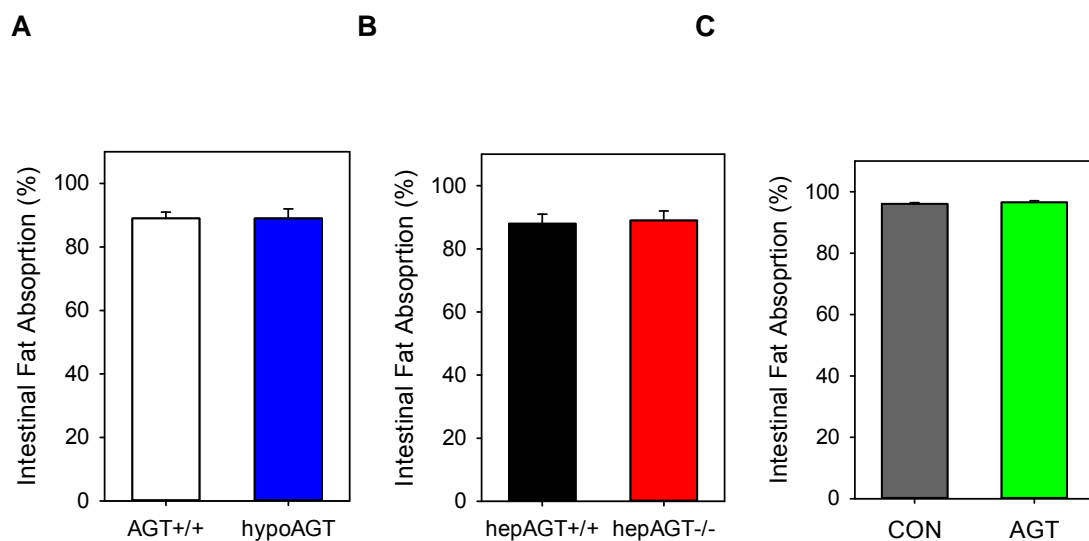 A
B
C
Intestinal Fat Absoprtion (%)
100
80
60
40
20
0
AGT+/+ hypoAGT
Intestinal Fat Absoprtion (%)
100
80
60
40
20
0
hepAGT+/+ hepAGT-/-
Intestinal Fat Absoprtion (%)
100
80
60
40
20
0
CON AGT